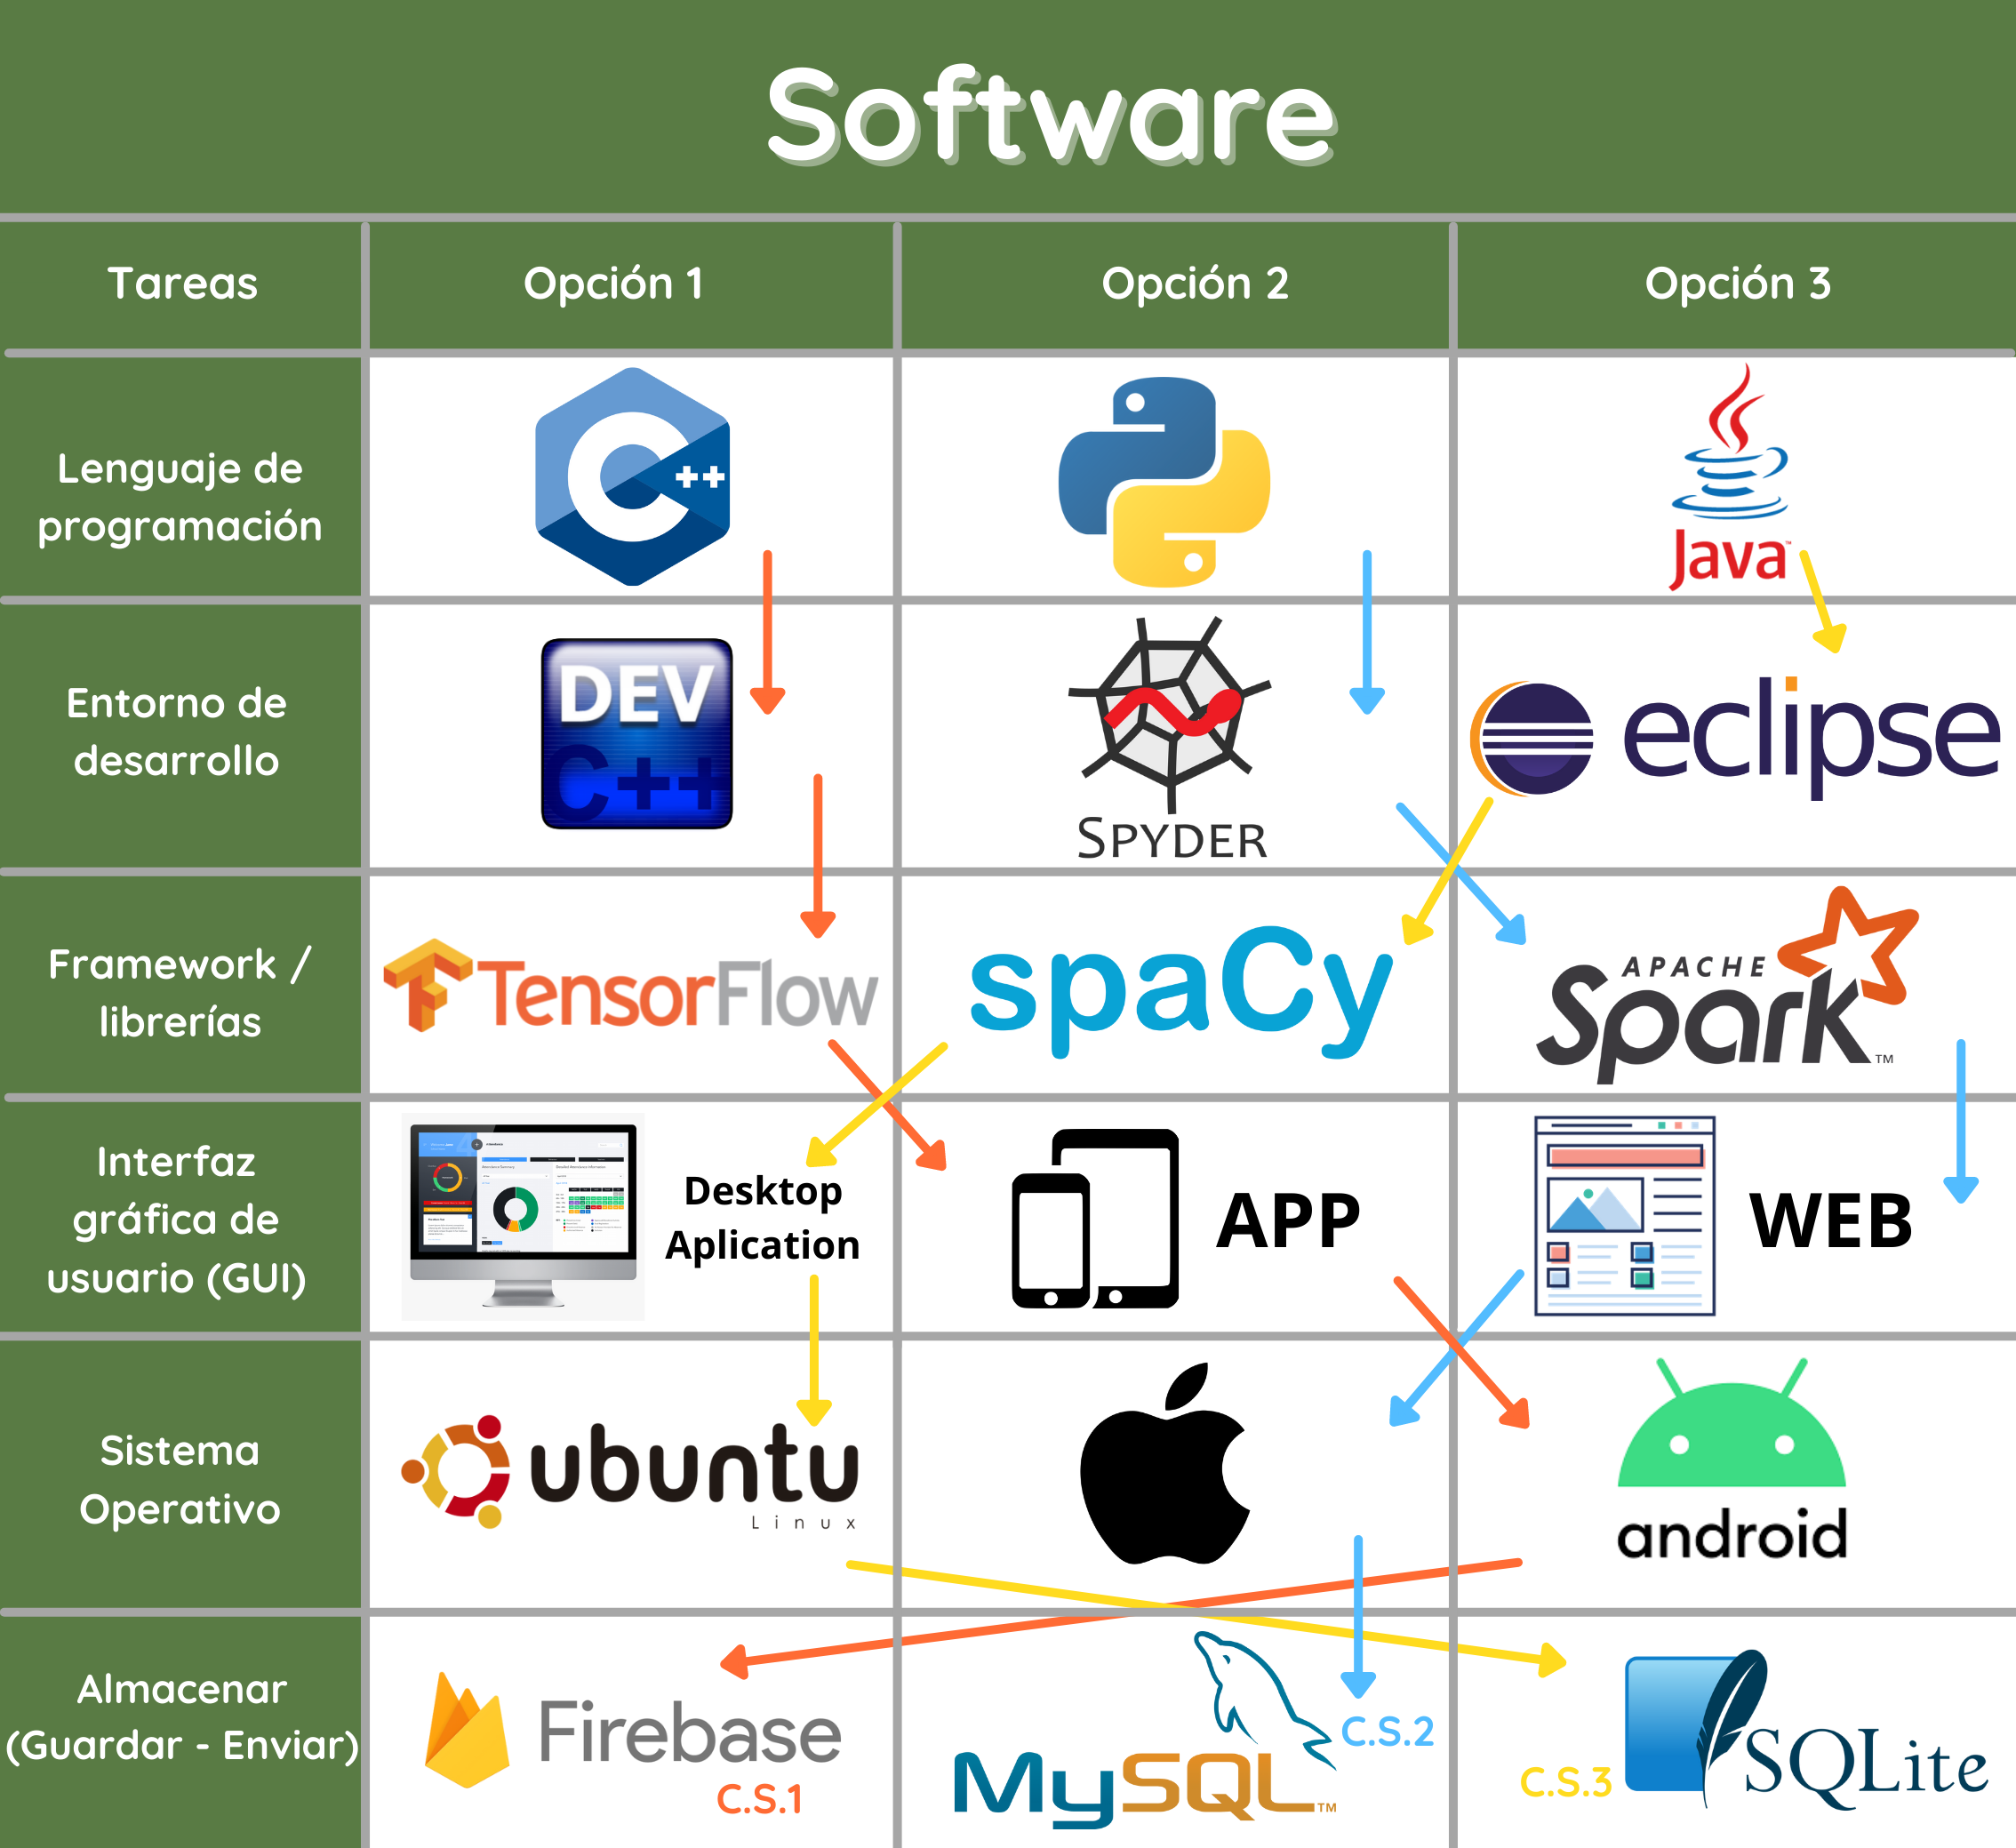 Software
Tareas
Opción 1
Opción 2
Opción 3
Lenguaje de
programación
C++
Java™
Entorno de
desarrollo
DEV
C++
SPYDER
eclipse
Framework /
librerías
TensorFlow
spaCy
APACHE
Spark™
Interfaz
gráfica de
usuario (GUI)
Desktop
Aplication
APP
WEB
Sistema
Operativo
ubuntu
Linux
android
Almacenar
(Guardar - Enviar)
Firebase
C.S.1
MySQL™
C.S.2
C.S.3
SQLite